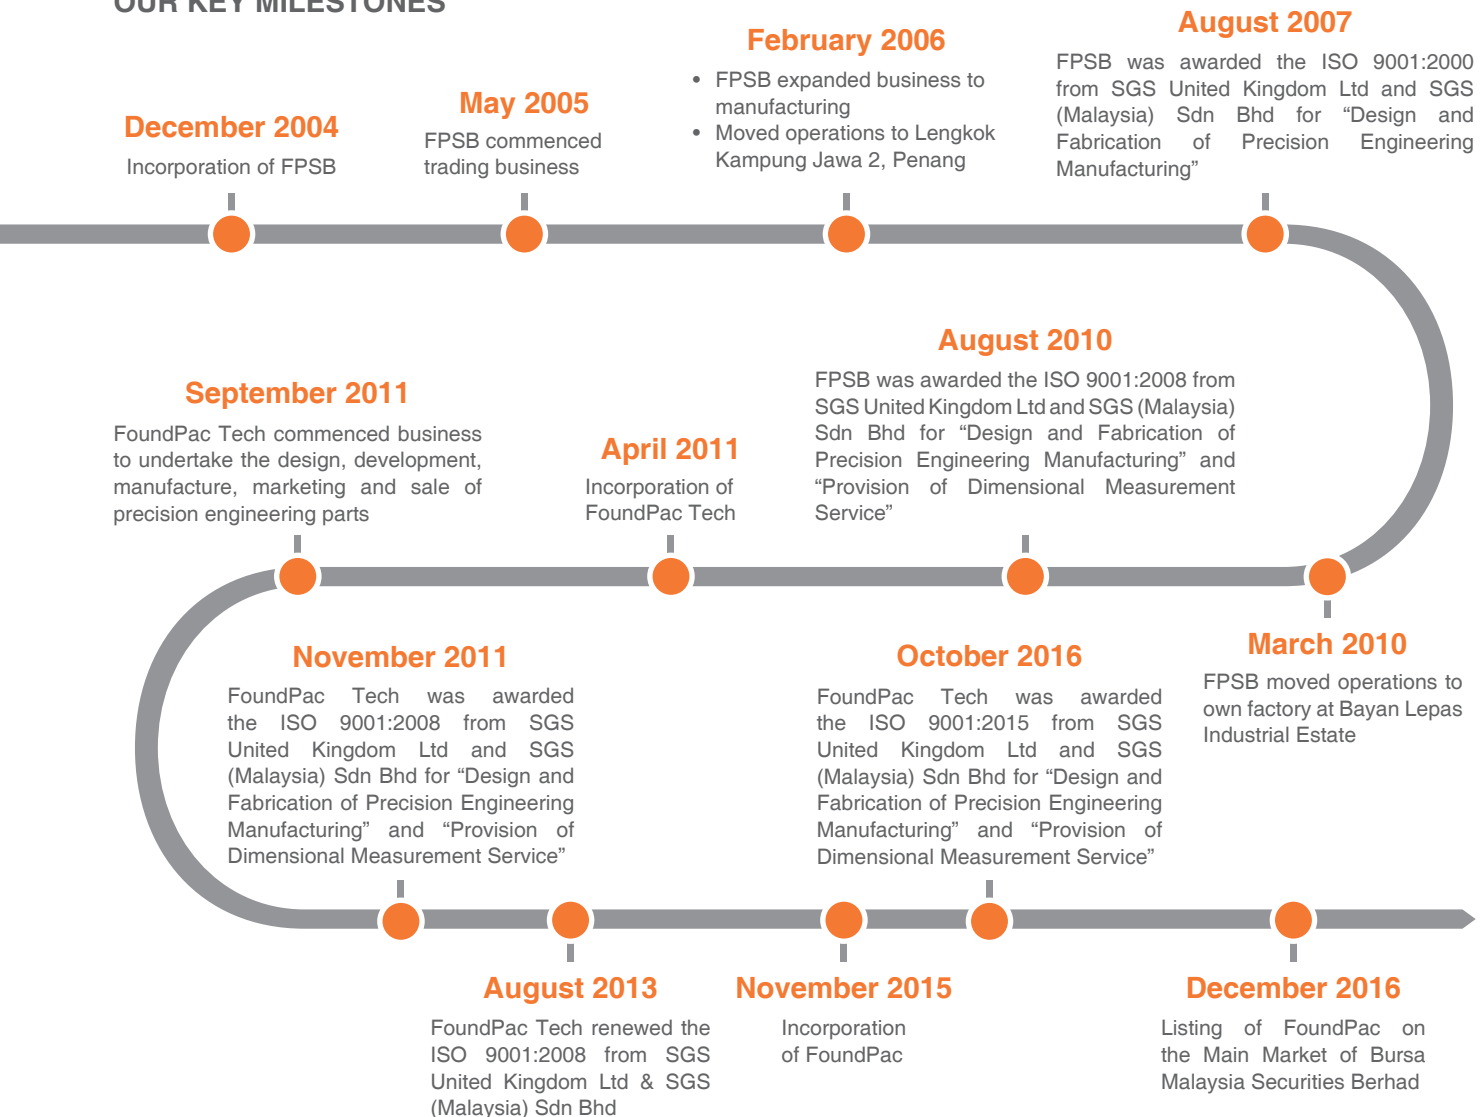 OUR KEY MILESTONES
December 2004
Incorporation of FPSB
May 2005
FPSB commenced
trading business
February 2006
• FPSB expanded business to
manufacturing
• Moved operations to Lengkok
Kampung Jawa 2, Penang
August 2007
FPSB was awarded the ISO 9001:2000
from SGS United Kingdom Ltd and SGS
(Malaysia) Sdn Bhd for “Design and
Fabrication of Precision Engineering
Manufacturing”
March 2010
FPSB moved operations to
own factory at Bayan Lepas
Industrial Estate
August 2010
FPSB was awarded the ISO 9001:2008 from
SGS United Kingdom Ltd and SGS (Malaysia)
Sdn Bhd for “Design and Fabrication of
Precision Engineering Manufacturing” and
“Provision of Dimensional Measurement
Service”
April 2011
Incorporation of
FoundPac Tech
September 2011
FoundPac Tech commenced business
to undertake the design, development,
manufacture, marketing and sale of
precision engineering parts
November 2011
FoundPac Tech was awarded
the ISO 9001:2008 from SGS
United Kingdom Ltd and SGS
(Malaysia) Sdn Bhd for “Design and
Fabrication of Precision Engineering
Manufacturing” and “Provision of
Dimensional Measurement Service”
August 2013
FoundPac Tech renewed the
ISO 9001:2008 from SGS
United Kingdom Ltd & SGS
(Malaysia) Sdn Bhd
November 2015
Incorporation
of FoundPac
October 2016
FoundPac Tech was awarded
the ISO 9001:2015 from SGS
United Kingdom Ltd and SGS
(Malaysia) Sdn Bhd for “Design and
Fabrication of Precision Engineering
Manufacturing” and “Provision of
Dimensional Measurement Service”
December 2016
Listing of FoundPac on
the Main Market of Bursa
Malaysia Securities Berhad